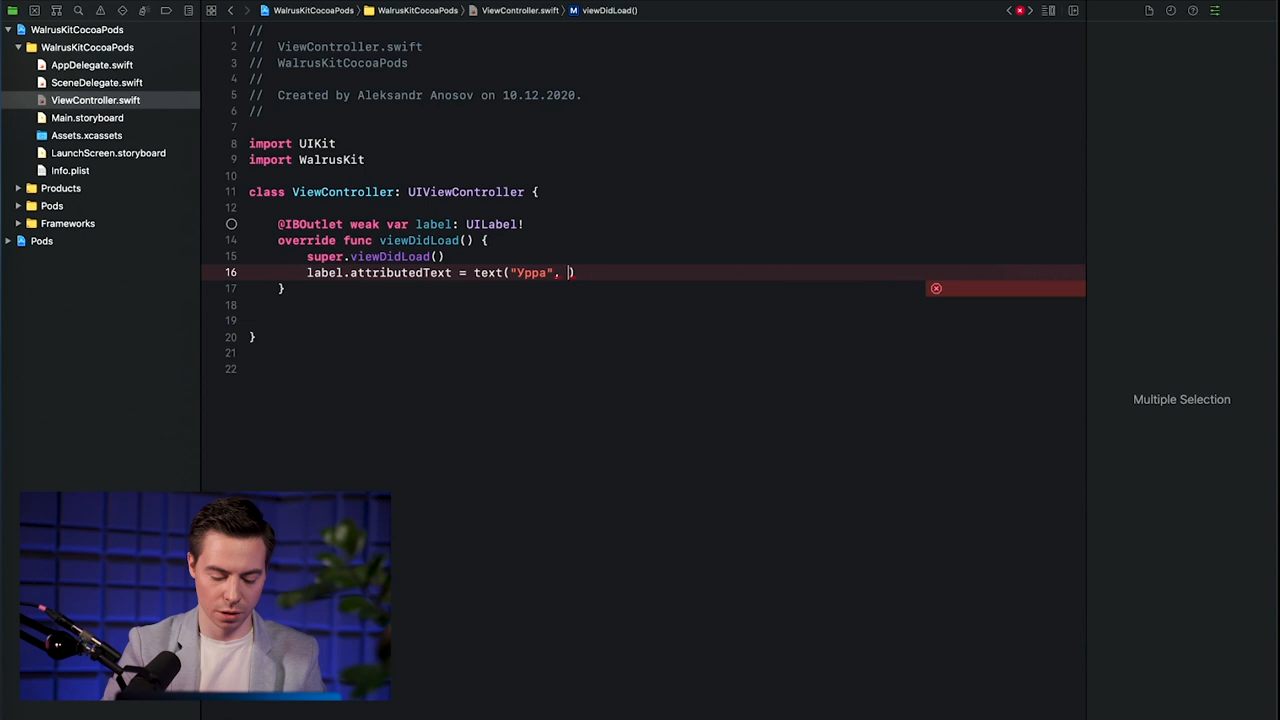 WalrusKitCocoaPods
WalrusKitCocoaPods
AppDelegate.swift
SceneDelegate.swift
ViewController.swift
Main.storyboard
Assets.xcassets
LaunchScreen.storyboard
Info.plist
Products
Pods
Frameworks
Pods
WalrusKitCocoaPods WalrusKitCocoaPods ViewController.swift viewDidLoad()
1 //
2 // ViewController.swift
3 // WalrusKitCocoaPods
4 //
5 // Created by Aleksandr Anosov on 10.12.2020.
6 //
7
8 import UIKit
9 import WalrusKit
10
11 class ViewController: UIViewController {
12
@IBOutlet weak var label: UILabel!
14 override func viewDidLoad() {
15 super.viewDidLoad()
16 label.attributedText = text("Урра", )
17 }
18
19
20 }
21
22
Multiple Selection